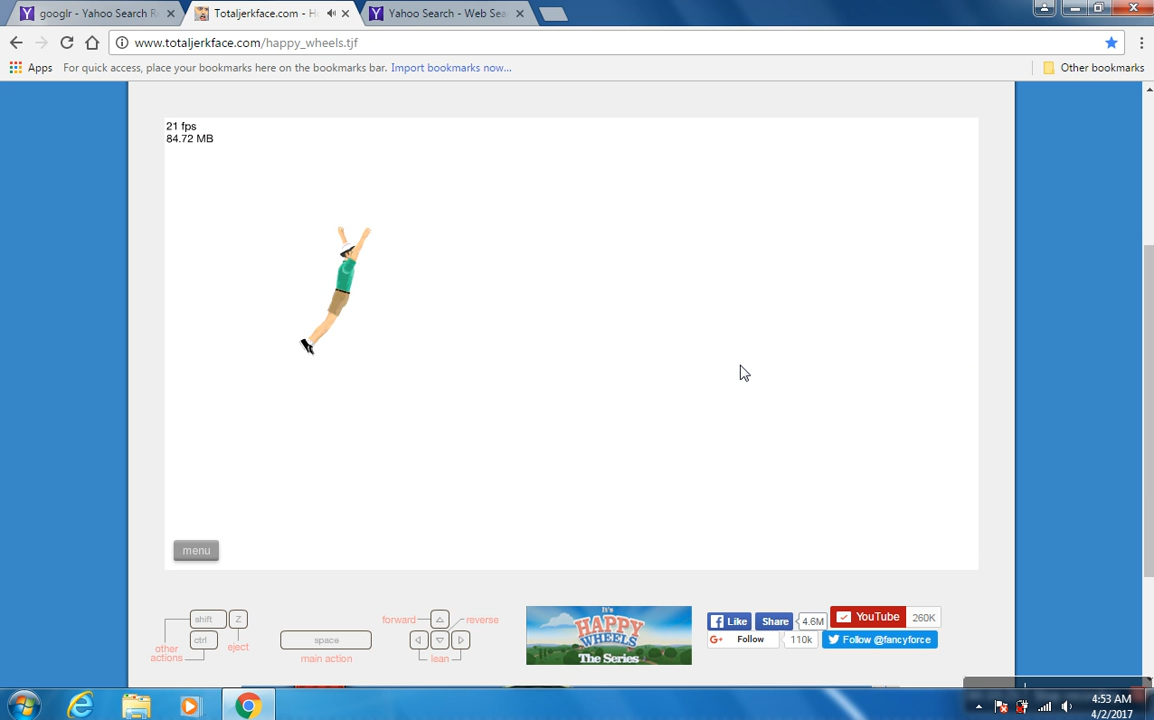 googlr - Yahoo Search R
Totaljerkface.com - H
Yahoo Search - Web Sea
www.totaljerkface.com/happy_wheels.tjf
Apps
For quick access, place your bookmarks here on the bookmarks bar. Import bookmarks now...
Other bookmarks
21 fps
84.72 MB
menu
shift
Z
ctrl
eject
other
actions
space
main action
forward
reverse
lean
It's
HAPPY
WHEELS
The Series
Like
Share
4.6M
YouTube
260K
G+ Follow
110k
Follow @fancyforce
4:53 AM
4/2/2017